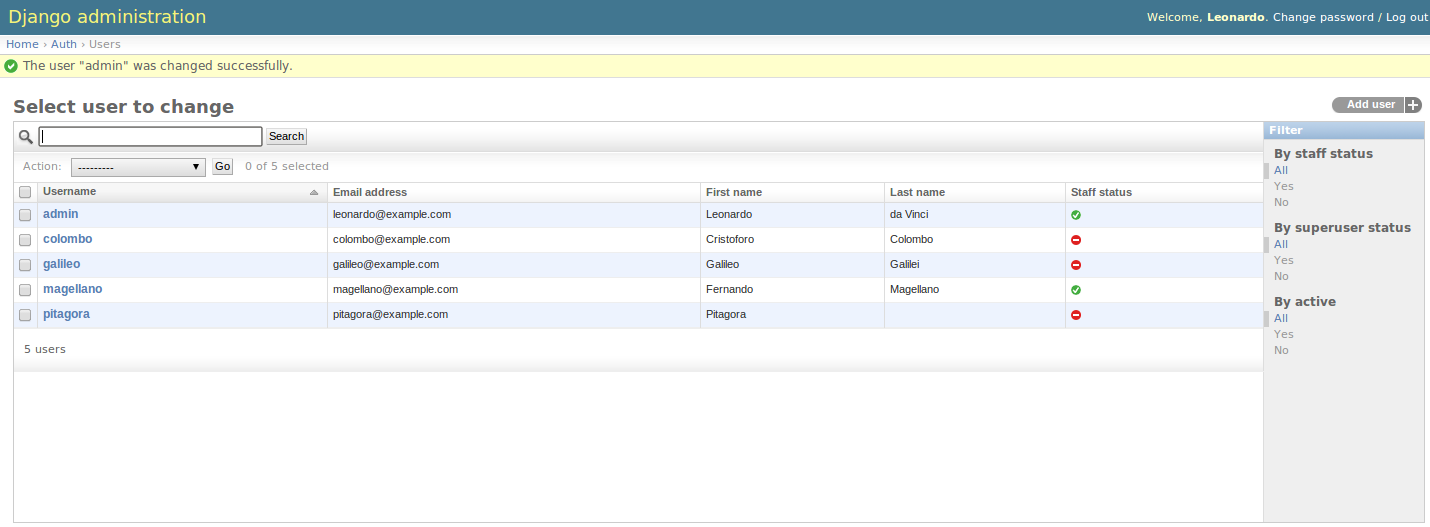 Django administration
Welcome, Leonardo. Change password / Log out
Home › Auth › Users
The user "admin" was changed successfully.
Select user to change
Add user
Search
Filter
Action: --------- Go 0 of 5 selected
By staff status
All
Yes
No
By superuser status
All
Yes
No
By active
All
Yes
No
Username Email address First name Last name Staff status
admin leonardo@example.com Leonardo da Vinci
colombo colombo@example.com Cristoforo Colombo
galileo galileo@example.com Galileo Galilei
magellano magellano@example.com Fernando Magellano
pitagora pitagora@example.com Pitagora
5 users